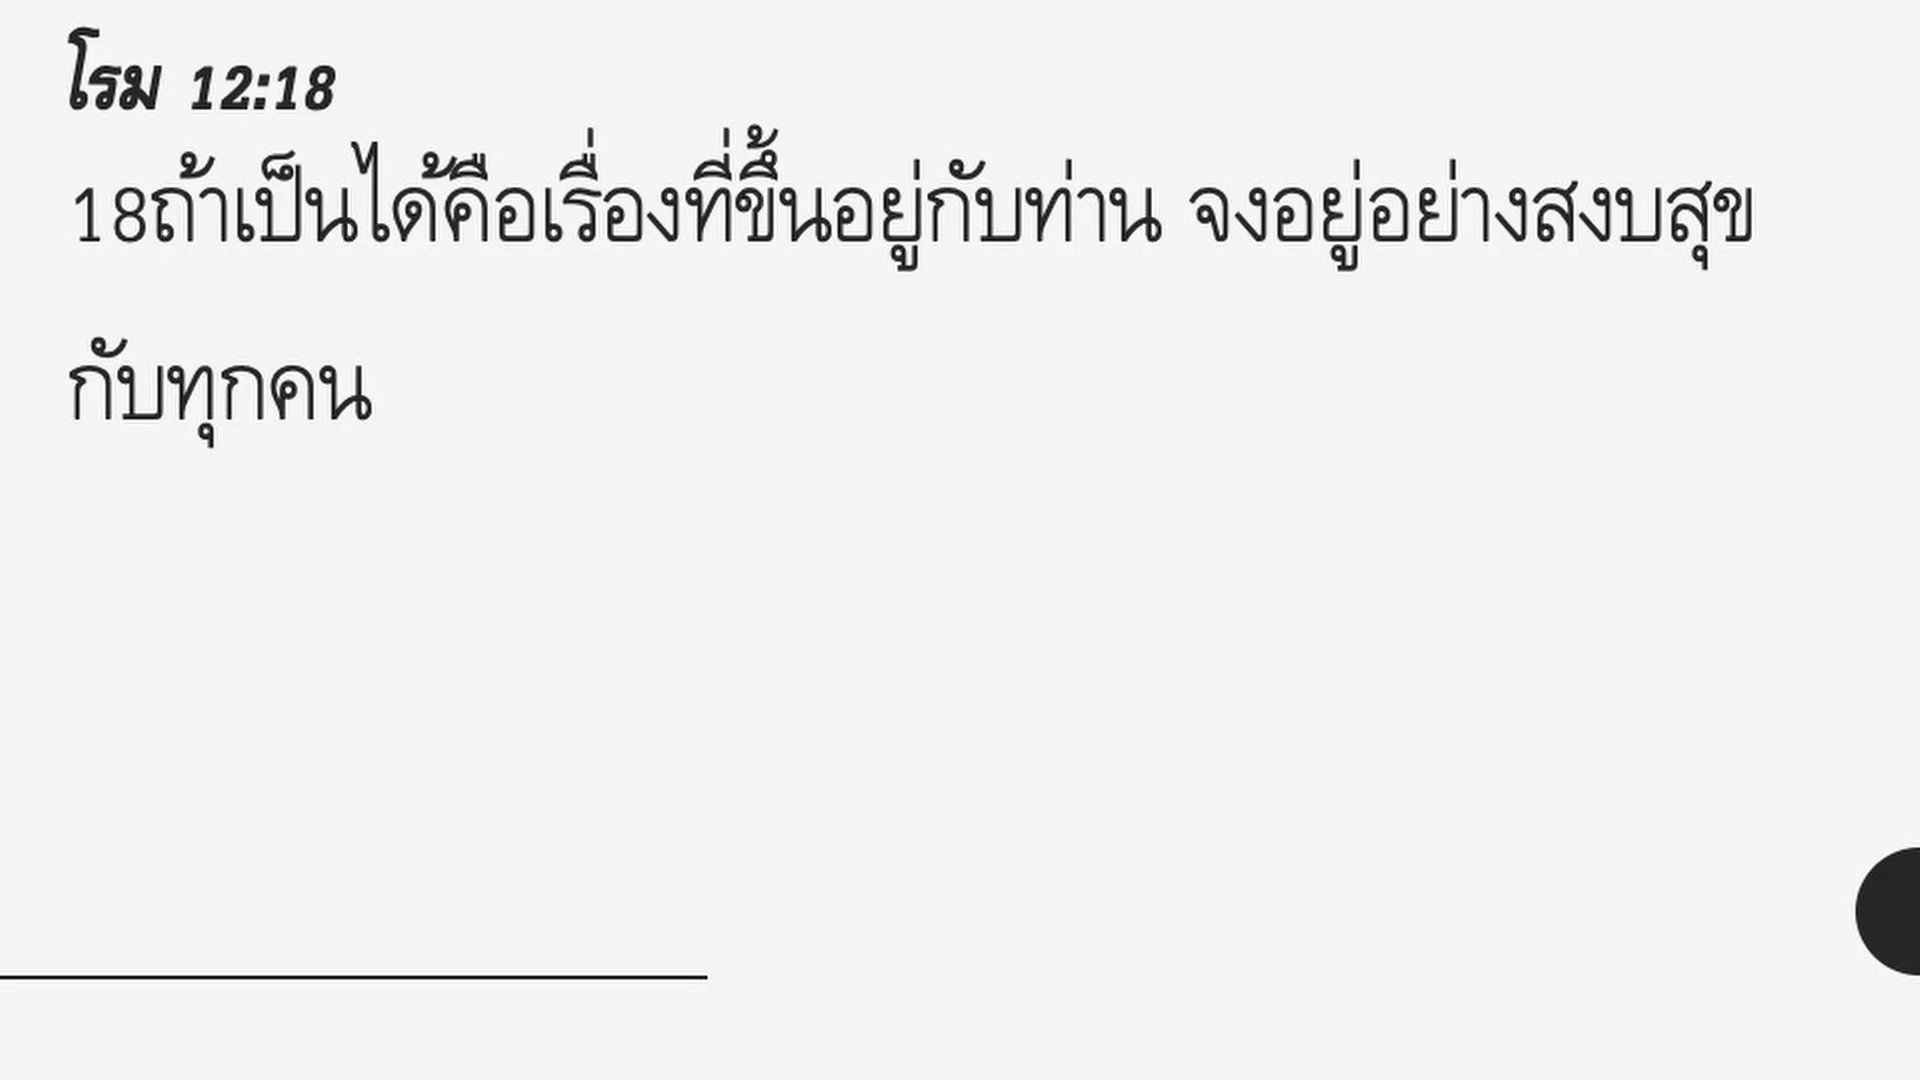 โรม 12:18
18ถ้าเป็นได้คือเรื่องที่ขึ้นอยู่กับท่าน จงอยู่อย่างสงบสุข
กับทุกคน